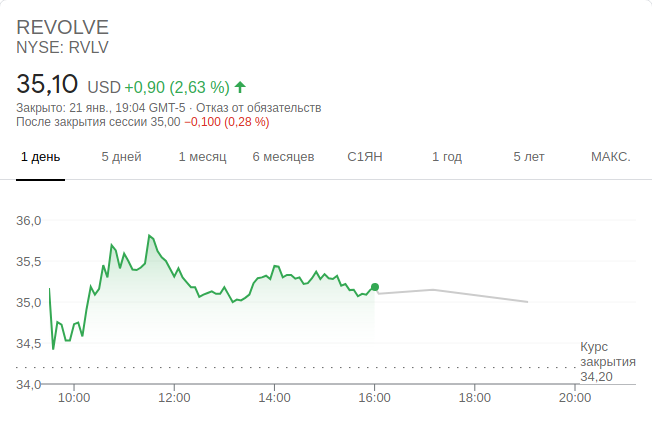 REVOLVE
NYSE: RVLV
35,10 USD +0,90 (2,63 %)
Закрыто: 21 янв., 19:04 GMT-5 · Отказ от обязательств
После закрытия сессии 35,00 −0,100 (0,28 %)
1 день 5 дней 1 месяц 6 месяцев С1ЯН 1 год 5 лет МАКС.
36,0
35,5
35,0
34,5
Курс
закрытия
34,20
34,0
10:00 12:00 14:00 16:00 18:00 20:00